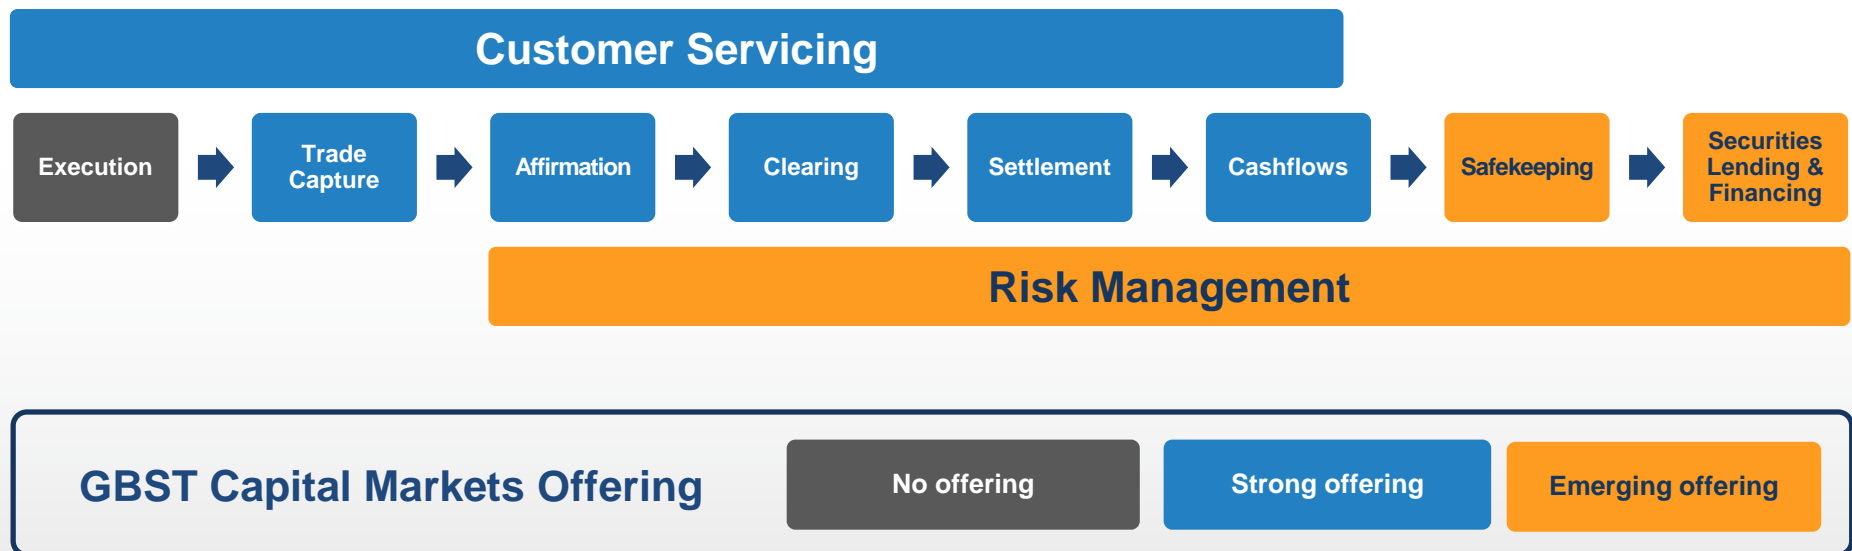 Customer Servicing
Execution
Trade
Capture
Affirmation
Clearing
Settlement
Cashflows
Safekeeping
Securities
Lending &
Financing
Risk Management
GBST Capital Markets Offering
No offering
Strong offering
Emerging offering